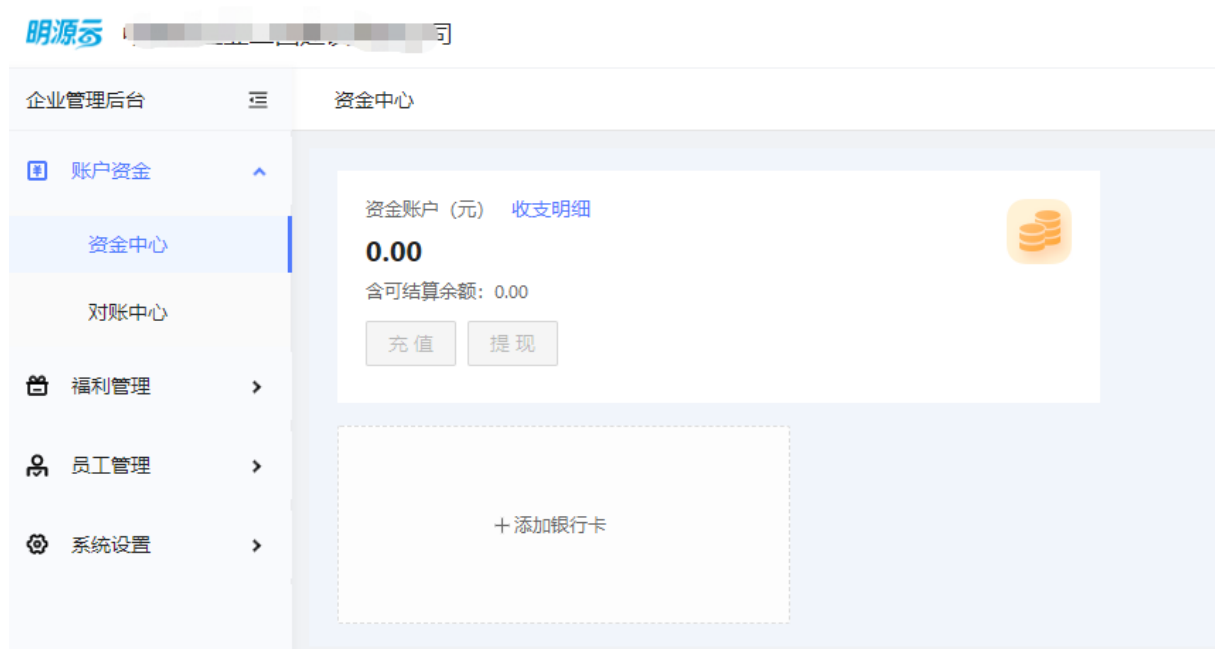 明源云
司
企业管理后台
资金中心
账户资金
资金中心
对账中心
福利管理
员工管理
系统设置
资金账户（元） 收支明细
0.00
含可结算余额：0.00
充值 提现
+添加银行卡